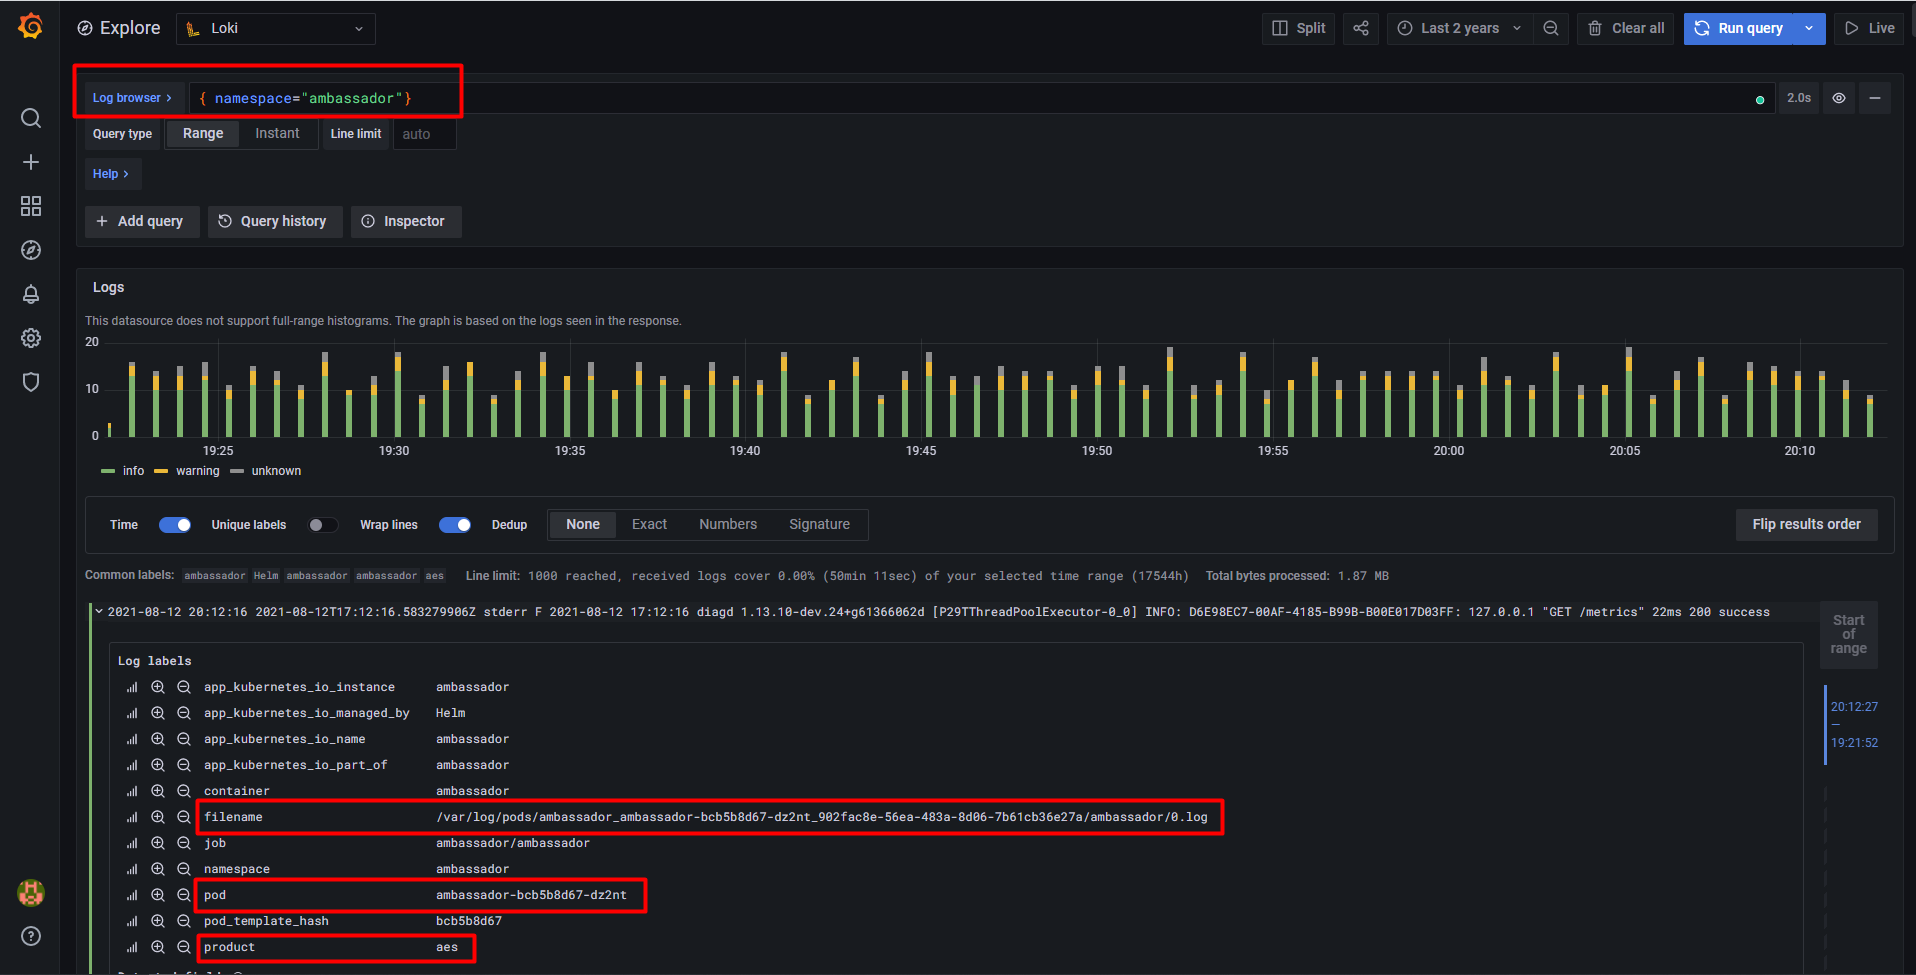 Explore Loki Split Last 2 years Clear all Run query Live
Log browser > { namespace="ambassador"} 2.0s
Query type Range Instant Line limit auto
Help >
+ Add query Query history Inspector
Logs
This datasource does not support full-range histograms. The graph is based on the logs seen in the response.
20
10
0
19:25 19:30 19:35 19:40 19:45 19:50 19:55 20:00 20:05 20:10
info warning unknown
Time Unique labels Wrap lines Dedup None Exact Numbers Signature Flip results order
Common labels: ambassador Helm ambassador ambassador aes Line limit: 1000 reached, received logs cover 0.00% (50min 11sec) of your selected time range (17544h) Total bytes processed: 1.87 MB
2021-08-12 20:12:16 2021-08-12T17:12:16.583279906Z stderr F 2021-08-12 17:12:16 diagd 1.13.10-dev.24+g61366062d [P29TThreadPoolExecutor-0_0] INFO: D6E98EC7-00AF-4185-B99B-B00E017D03FF: 127.0.0.1 "GET /metrics" 22ms 200 success
Start
of
range
Log labels
app_kubernetes_io_instance ambassador
app_kubernetes_io_managed_by Helm
20:12:27
—
19:21:52
app_kubernetes_io_name ambassador
app_kubernetes_io_part_of ambassador
container ambassador
filename /var/log/pods/ambassador_ambassador-bcb5b8d67-dz2nt_902fac8e-56ea-483a-8d06-7b61cb36e27a/ambassador/0.log
job ambassador/ambassador
namespace ambassador
pod ambassador-bcb5b8d67-dz2nt
pod_template_hash bcb5b8d67
product aes